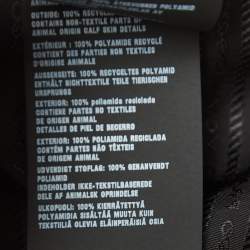 OUTSIDE: 100% RECYCLED POLYAMIDE
CONTAINS NON-TEXTILE PARTS OF
ANIMAL ORIGIN CALF SKIN DETAILS
EXTÉRIEUR : 100% POLYAMIDE RECYCLÉ
CONTIENT DES PARTIES NON TEXTILES
D'ORIGINE ANIMALE
AUSSENSEITE: 100% RECYCELTES POLYAMID
ENTHÄLT NICHTTEXTILE TEILE TIERISCHEN
URSPRUNGS
EXTERIOR: 100% poliamida reciclada
CONTIENE PARTES NO TEXTILES
DE ORIGEN ANIMAL
DETALLES DE PIEL DE BECERRO
EXTERIOR: 100% POLIAMIDA RECICLADA
CONTÉM PARTES NÃO TÊXTEIS
DE ORIGEM ANIMAL
UDVENDIGT STOFLAG: 100% GENANVENDT
POLIAMID
INDEHOLDER IKKE-TEKSTILBASEREDE
DELE AF ANIMALSK OPRINDELSE
ULKOPUOLI: 100% KIERRÄTETTYÄ
POLYAMIDIA SISÄLTÄÄ MUUTA KUIN
TEKSTIILIÄ OLEVIA ELÄINPERÄISIÄ OSIA